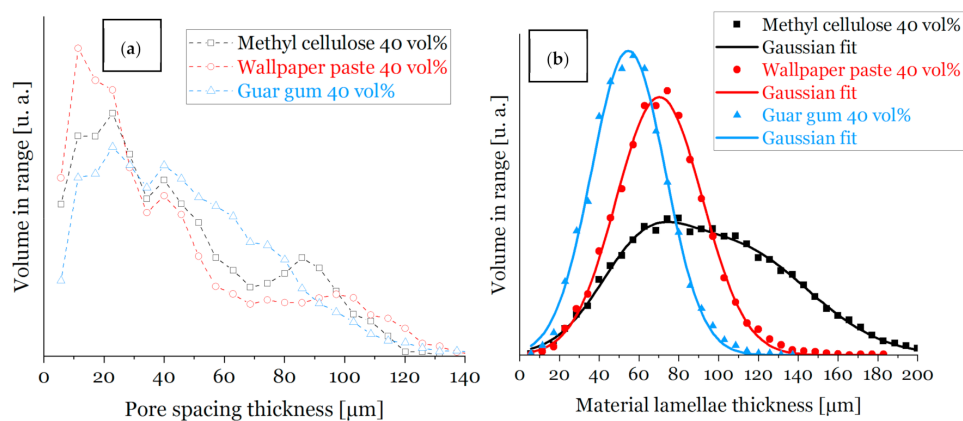 (a)
Methyl cellulose 40 vol%
Wallpaper paste 40 vol%
Guar gum 40 vol%
Volume in range [u. a.]
0 20 40 60 80 100 120 140
Pore spacing thickness [µm]
(b)
Methyl cellulose 40 vol%
Gaussian fit
Wallpaper paste 40 vol%
Gaussian fit
Guar gum 40 vol%
Gaussian fit
Volume in range [u. a.]
0 20 40 60 80 100 120 140 160 180 200
Material lamellae thickness [µm]